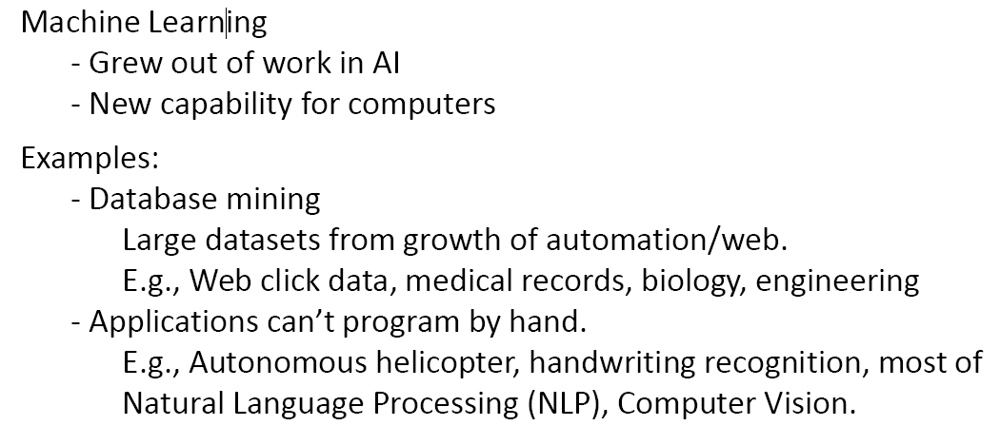 Machine Learning
- Grew out of work in AI
- New capability for computers
Examples:
- Database mining
Large datasets from growth of automation/web.
E.g., Web click data, medical records, biology, engineering
- Applications can’t program by hand.
E.g., Autonomous helicopter, handwriting recognition, most of
Natural Language Processing (NLP), Computer Vision.